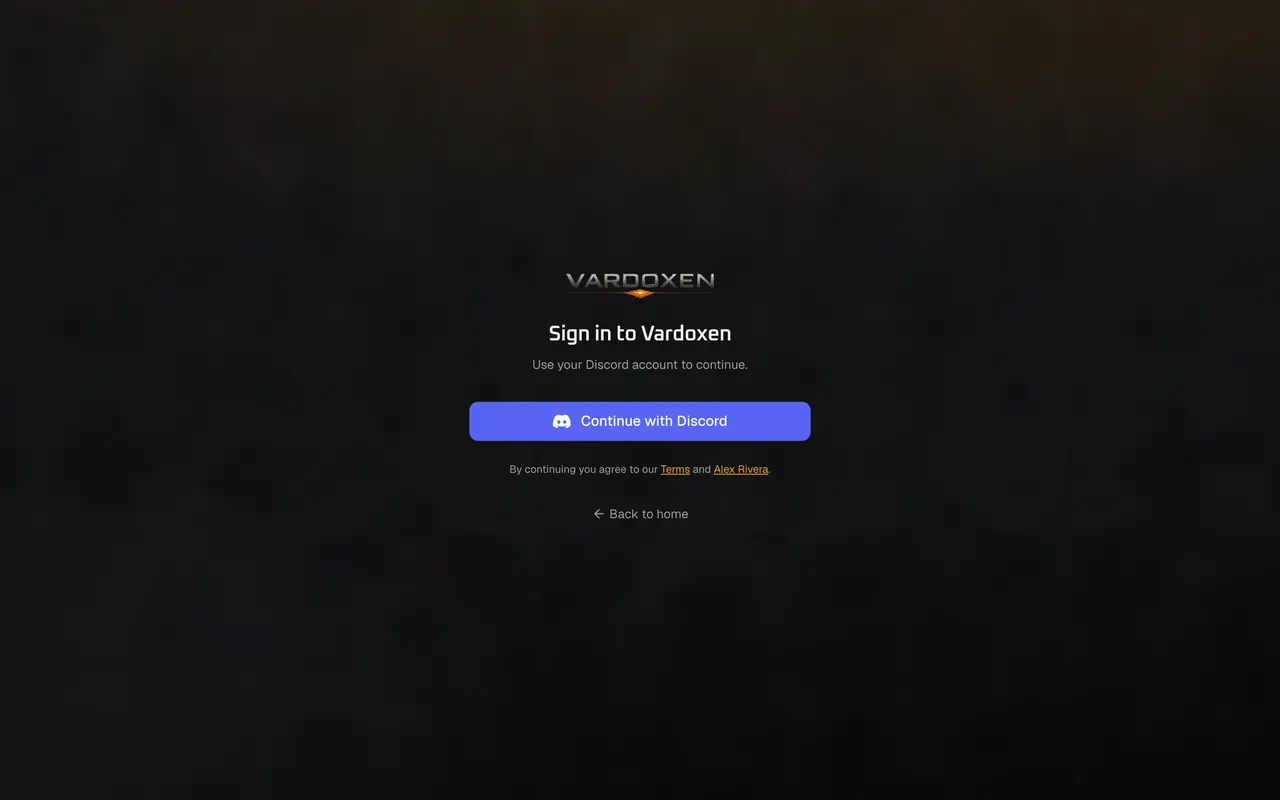 VARDOXEN
Sign in to Vardoxen
Use your Discord account to continue.
Continue with Discord
By continuing you agree to our Terms and Alex Rivera.
← Back to home